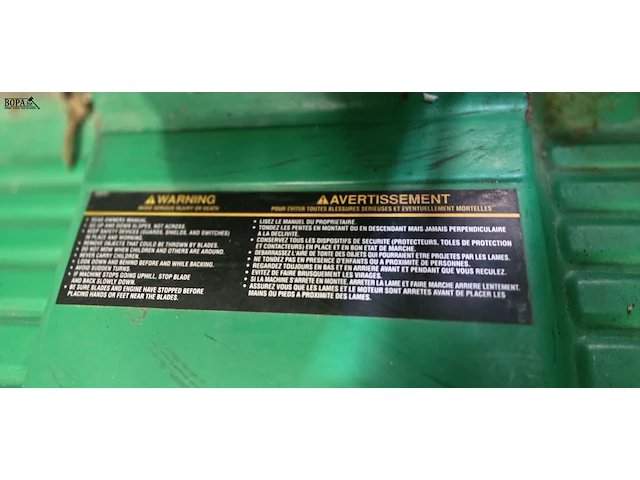 BOPA
WARNING
AVOID SERIOUS INJURY OR DEATH
• READ OWNERS MANUAL.
• GO UP AND DOWN SLOPES, NOT ACROSS.
• KEEP SAFETY DEVICES (GUARDS, SHIELDS, AND SWITCHES)
IN PLACE AND WORKING.
• REMOVE OBJECTS THAT COULD BE THROWN BY BLADES.
• DO NOT MOW WHEN CHILDREN AND OTHERS ARE AROUND.
• NEVER CARRY CHILDREN.
• LOOK DOWN AND BEHIND BEFORE AND WHILE BACKING.
• AVOID SUDDEN TURNS.
• IF MACHINE STOPS GOING UPHILL, STOP BLADE
AND BACK SLOWLY DOWN.
• BE SURE BLADES AND ENGINE HAVE STOPPED BEFORE
PLACING HANDS OR FEET NEAR THE BLADES.
AVERTISSEMENT
POUR EVITER TOUTES BLESSURES SERIEUSES ET EVENTUELLEMENT MORTELLES
• LISEZ LE MANUEL DU PROPRIETAIRE.
• TONDEZ LES PENTES EN MONTANT OU EN DESCENDANT MAIS JAMAIS PERPENDICULAIRE
A LA DECLIVITE.
• CONSERVEZ TOUS LES DISPOSITIFS DE SECURITE (PROTECTEURS, TOLES DE PROTECTION
ET CONTACTEURS) EN PLACE ET EN BON ETAT DE MARCHE.
• DEBARRASSEZ L'AIRE DE TONTE DES OBJETS QUI POURRAIENT ETRE PROJETES PAR LES LAMES.
• NE TONDEZ PAS EN PRESENCE D'ENFANTS OU A PROXIMITE DE PERSONNES.
• REGARDEZ TOUJOURS EN BAS ET EN ARRIERE AVANT ET PENDANT QUE VOUS RECULEZ.
• EVITEZ DE FAIRE BRUSQUEMENT LES VIRAGES.
• SI LA MACHINE S'ARRETE EN MONTEE, ARRETER LA LAME ET FAIRE MARCHE ARRIERE LENTEMENT.
• ASSUREZ VOUS QUE LES LAMES ET LE MOTEUR SONT ARRETES AVANT DE PLACER LES
MAINS OU PIEDS A PROXIMITE DES LAMES.